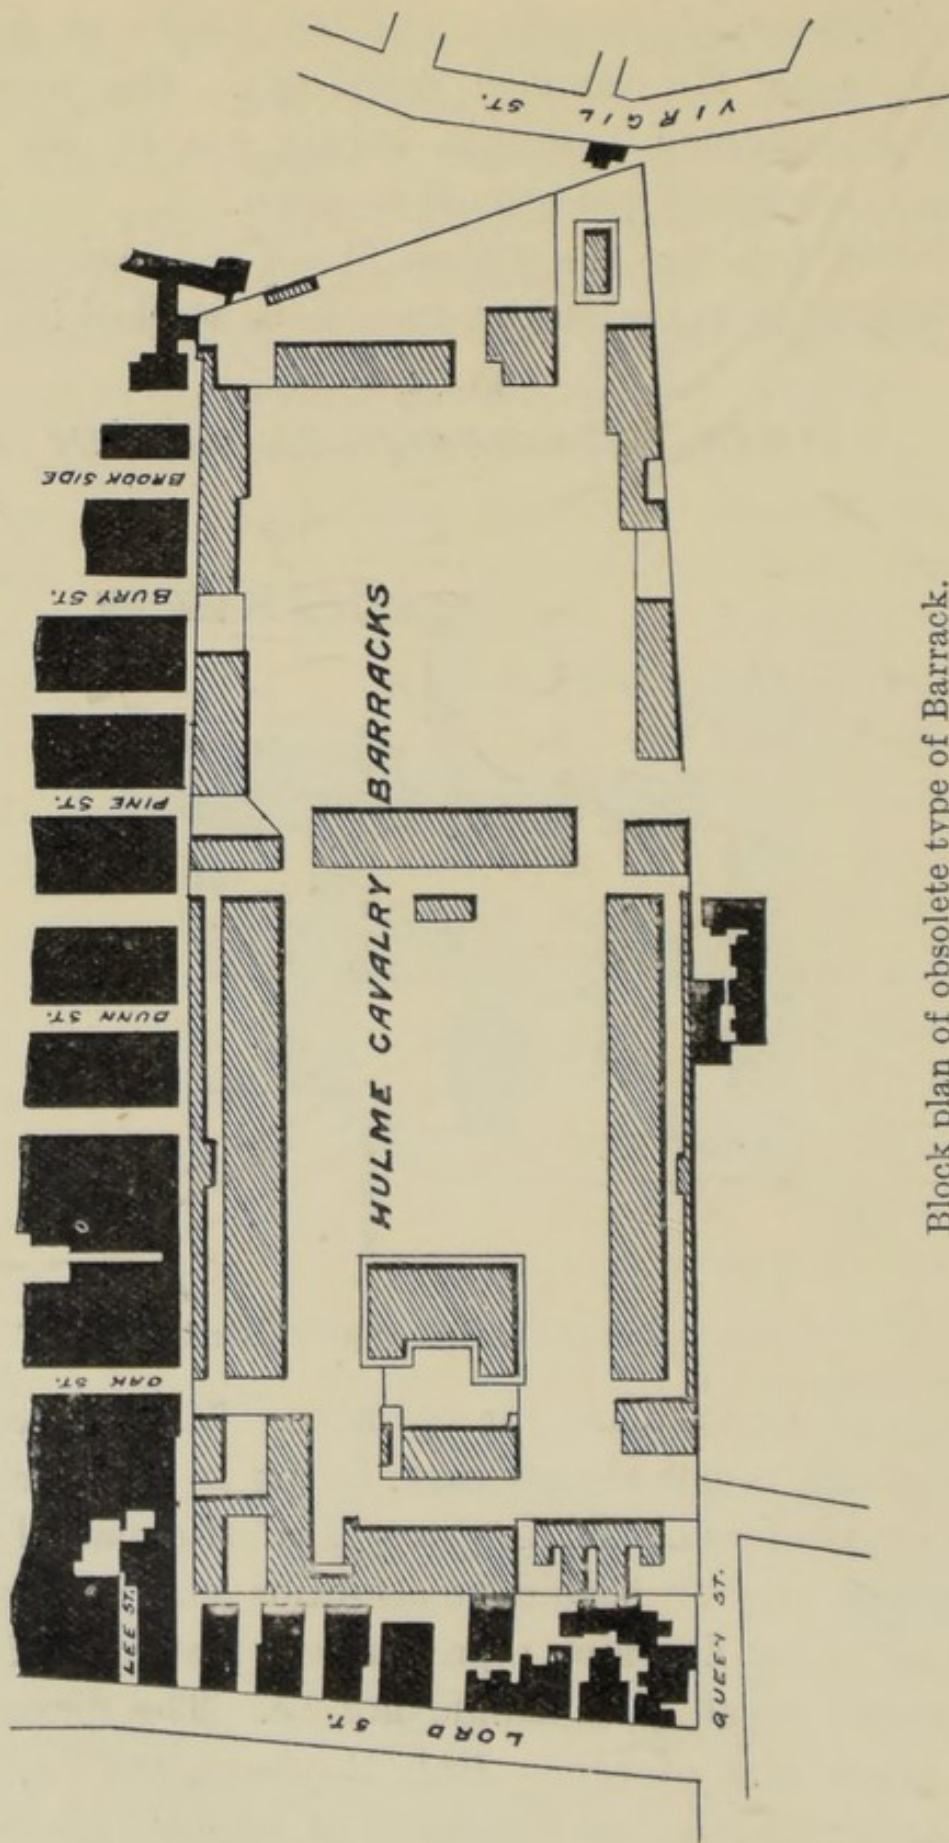 VIRGIL ST.
BROOK SIDE
BURY ST.
PINE ST.
DUNN ST.
OAK ST.
LEE ST.
HULME CAVALRY BARRACKS
LORD ST.
QUEEN ST.
Block plan of obsolete type of Barrack.